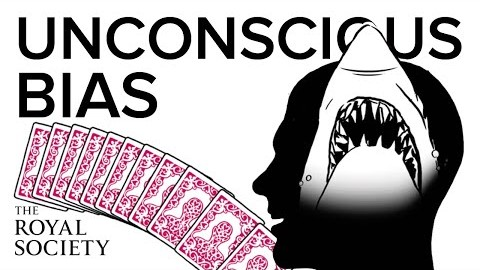 UNCONSCIOUS
BIAS
THE
ROYAL
SOCIETY